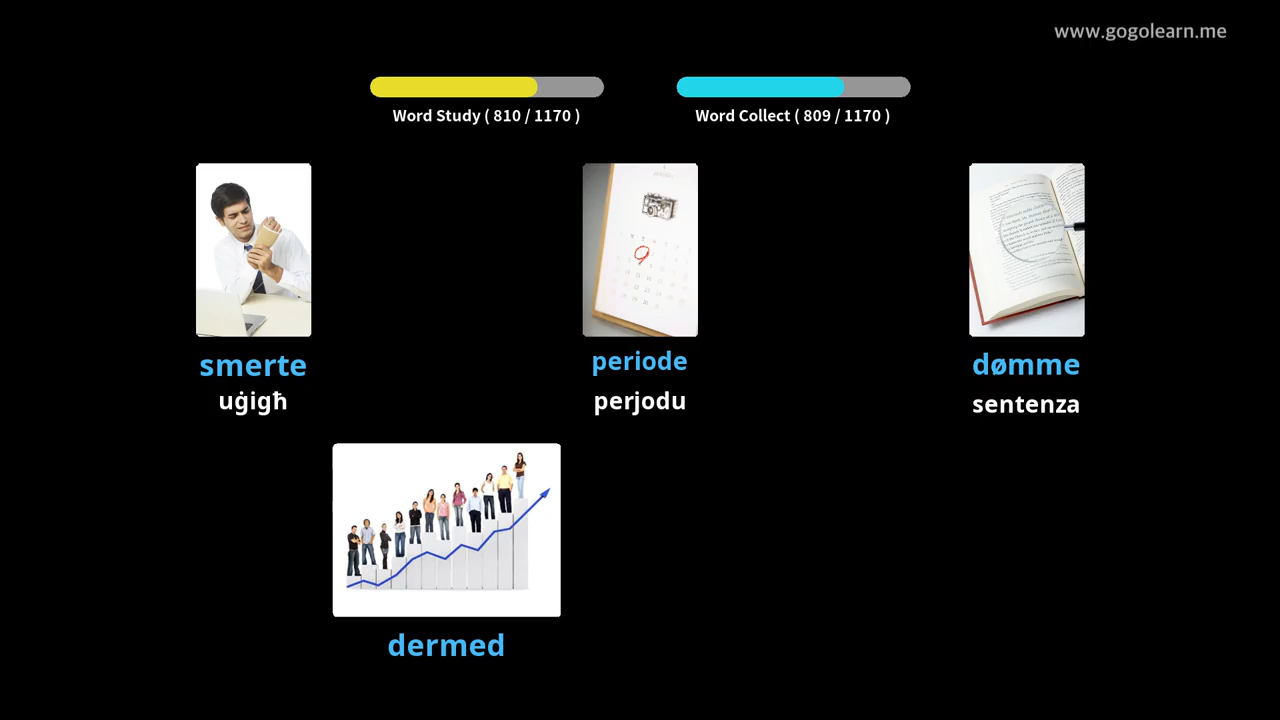 www.gogolearn.me
Word Study ( 810 / 1170 )
Word Collect ( 809 / 1170 )
smerte
uġigħ
periode
perjodu
dømme
sentenza
dermed